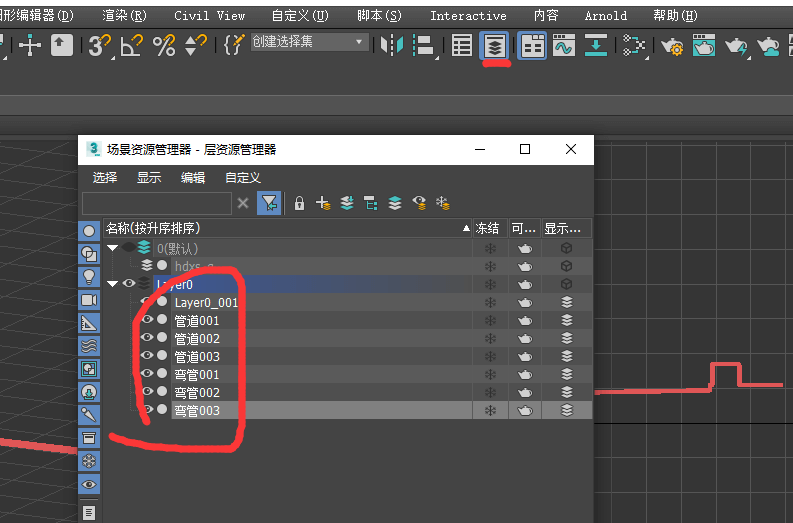 图形编辑器(D) 渲染(R) Civil View 自定义(U) 脚本(S) Interactive 内容 Arnold 帮助(H)
创建选择集
3 场景资源管理器 - 层资源管理器
选择 显示 编辑 自定义
名称(按升序排序) 冻结 可... 显示...
0(默认)
Layer0
Layer0_001
管道001
管道002
管道003
弯管001
弯管002
弯管003